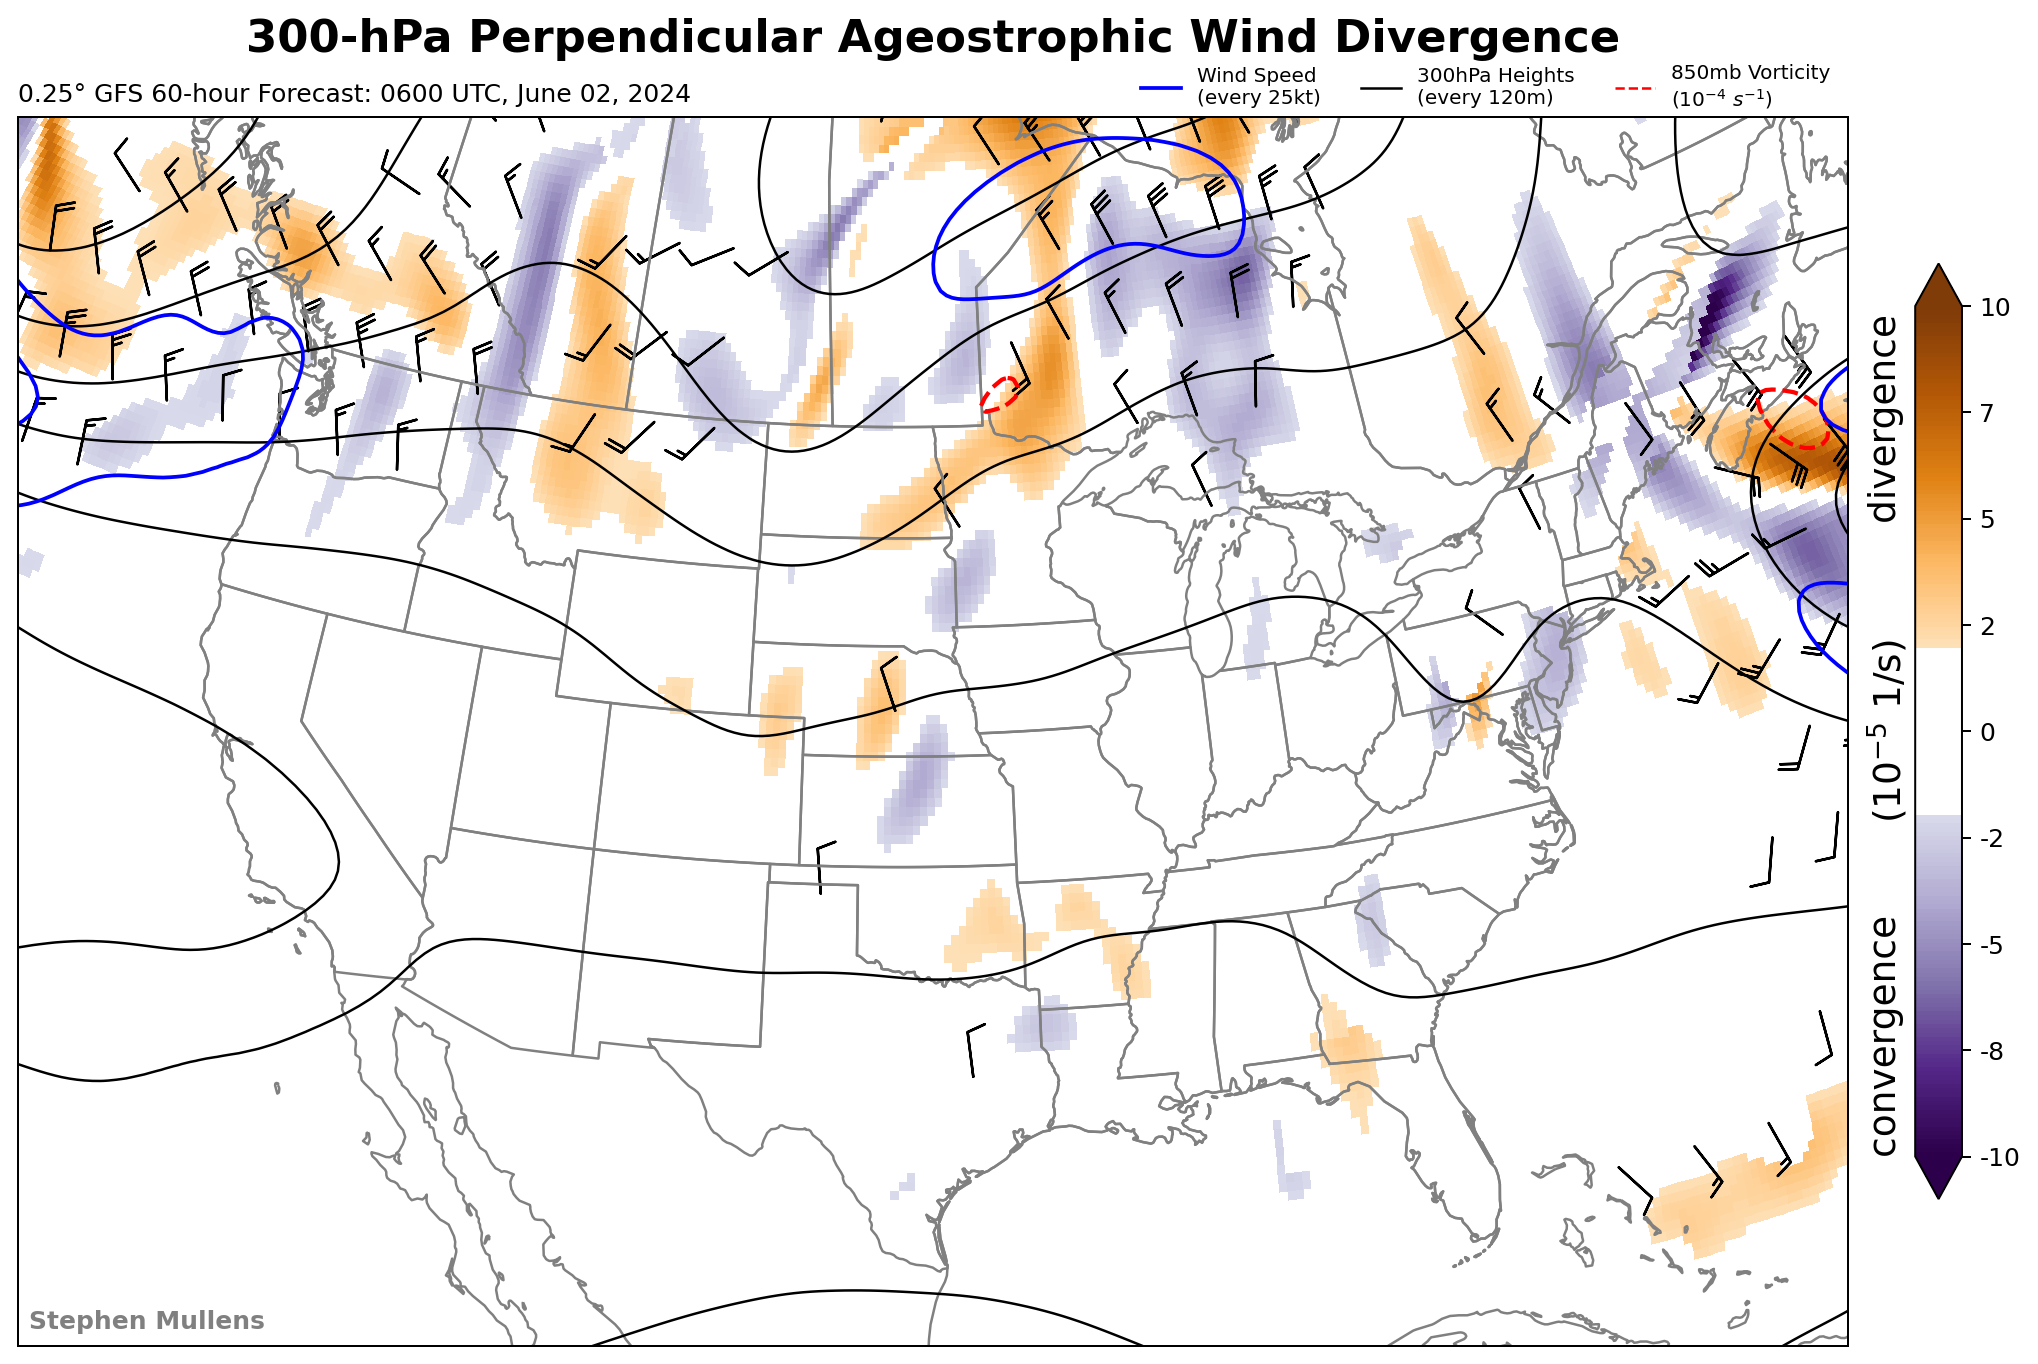 300-hPa Perpendicular Ageostrophic Wind Divergence
0.25° GFS 60-hour Forecast: 0600 UTC, June 02, 2024
Wind Speed
(every 25kt)
300hPa Heights
(every 120m)
850mb Vorticity
(10⁻⁴ s⁻¹)
10
7
5
2
0
-2
-5
-8
-10
convergence (10⁻⁵ 1/s) divergence
Stephen Mullens